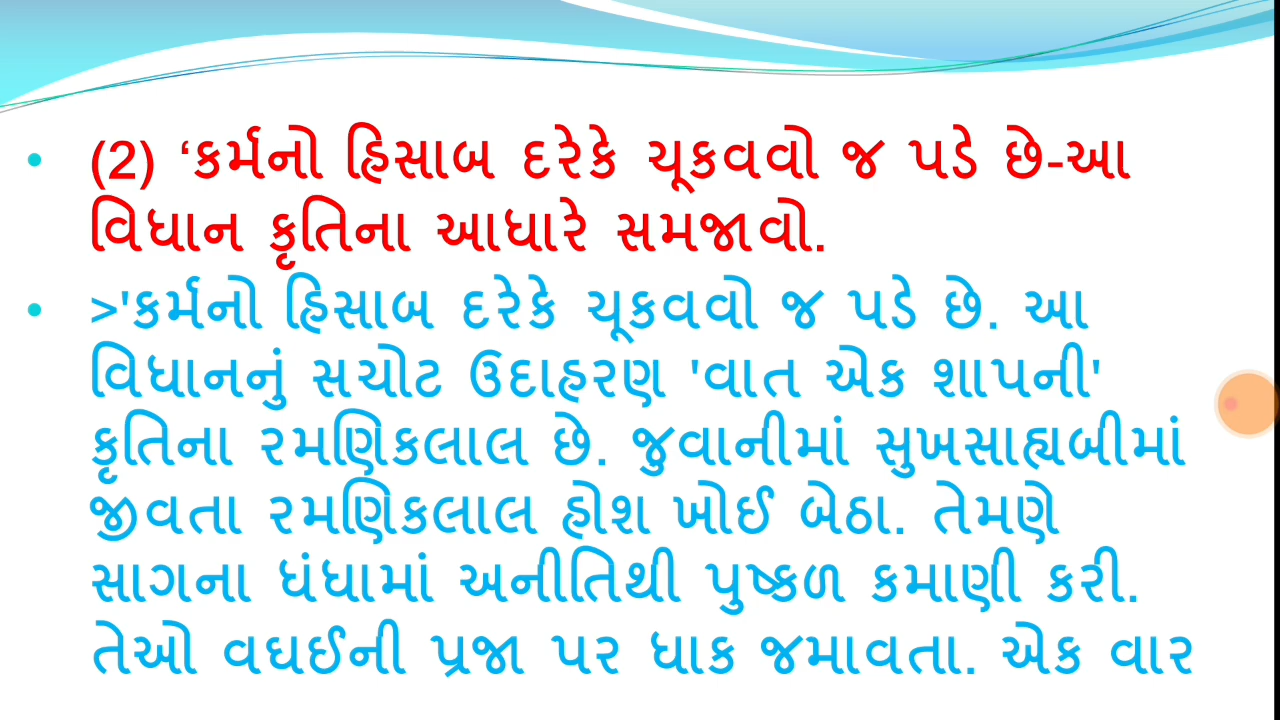 (2) ‘કર્મનો હિસાબ દરેકે ચૂકવવો જ પડે છે-આ
વિધાન કૃતિના આધારે સમજાવો.
>'કર્મનો હિસાબ દરેકે ચૂકવવો જ પડે છે. આ
વિધાનનું સચોટ ઉદાહરણ 'વાત એક શાપની'
કૃતિના રમણિકલાલ છે. જુવાનીમાં સુખસાહ્યબીમાં
જીવતા રમણિકલાલ હોશ ખોઈ બેઠા. તેમણે
સાગના ધંધામાં અનીતિથી પુષ્કળ કમાણી કરી.
તેઓ વઘઈની પ્રજા પર ધાક જમાવતા. એક વાર